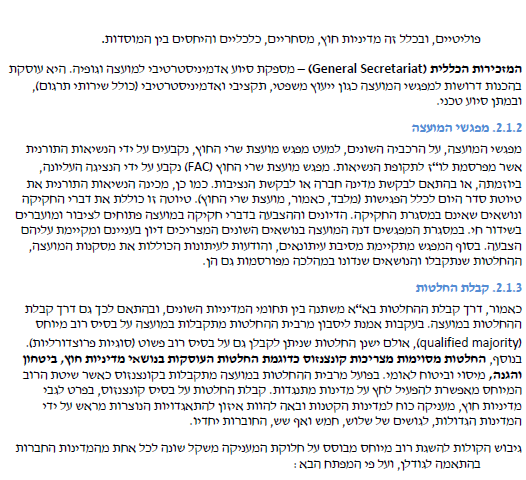 פוליטיים, ובכלל זה מדיניות חוץ, מסחריים, כלכליים והיחסים בין המוסדות.
המזכירות הכללית (General Secretariat) – מספקת סיוע אדמיניסטרטיבי למועצה וגופיה. היא עוסקת
בהכנות דרושות למפגשי המועצה כגון ייעוץ משפטי, תקציבי ואדמיניסטרטיבי (כולל שירותי תרגום),
ובמתן סיוע טכני.
2.1.2. מפגשי המועצה
מפגשי המועצה, על הרכביה השונים, למעט מפגש מועצת שרי החוץ, נקבעים על ידי הנשיאות התורנית
אשר מפרסמת לו"ז לתקופת הנשיאות. מפגש מועצת שרי החוץ (FAC) נקבע על ידי הנציגה העליונה,
ביוזמתה, או בהתאם לבקשת מדינה חברה או לבקשת הנציבות. כמו כן, מכינה הנשיאות התורנית את
טיוטת סדר היום לכלל הפגישות (מלבד, כאמור, מועצת שרי החוץ). טיוטה זו כוללת את דברי החקיקה
ונושאים שאינם במסגרת החקיקה. הדיונים וההצבעה בדברי חקיקה במועצה פתוחים לציבור ומועברים
בשידור חי. במסגרת המפגשים דנה המועצה בנושאים השונים המצריכים דיון בעניינם ומקיימת עליהם
הצבעה. בסוף המפגש מתקיימת מסיבת עיתונאים, והודעות לעיתונות הכוללות את מסקנות המועצה,
ההחלטות שנתקבלו והנושאים שנדונו במהלכה מפורסמות גם הן.
2.1.3. קבלת החלטות
כאמור, דרך קבלת ההחלטות בא"א משתנה בין תחומי המדיניות השונים, ובהתאם לכך גם דרך קבלת
ההחלטות במועצה. בעקבות אמנת ליסבון מרבית ההחלטות מתקבלות במועצה על בסיס רוב מיוחס
(qualified majority), אולם ישנן החלטות שניתן לקבלן גם על בסיס רוב פשוט (סוגיות פרוצדורליות).
בנוסף, החלטות מסוימות מצריכות קונצנזוס כדוגמת החלטות העוסקות בנושאי מדיניות חוץ, ביטחון
והגנה, מיסוי וביטוח לאומי. בפועל מרבית ההחלטות במועצה מתקבלות בקונצנזוס כאשר שיטת הרוב
המיוחס מאפשרת להפעיל לחץ על מדינות מתנגדות. קבלת החלטות על בסיס קונצנזוס, בפרט לגבי
מדיניות חוץ, מעניקה כוח למדינות הקטנות ובאה להוות איזון להתאגדויות הנוצרות מראש על ידי
המדינות הגדולות, לגושים של שלוש, חמש ואף שש, החוברות יחדיו.
גיבוש הקולות להשגת רוב מיוחס מבוסס על חלוקת המעניקה משקל שונה לכל אחת מהמדינות החברות
בהתאמה לגודלן, ועל פי המפתח הבא: